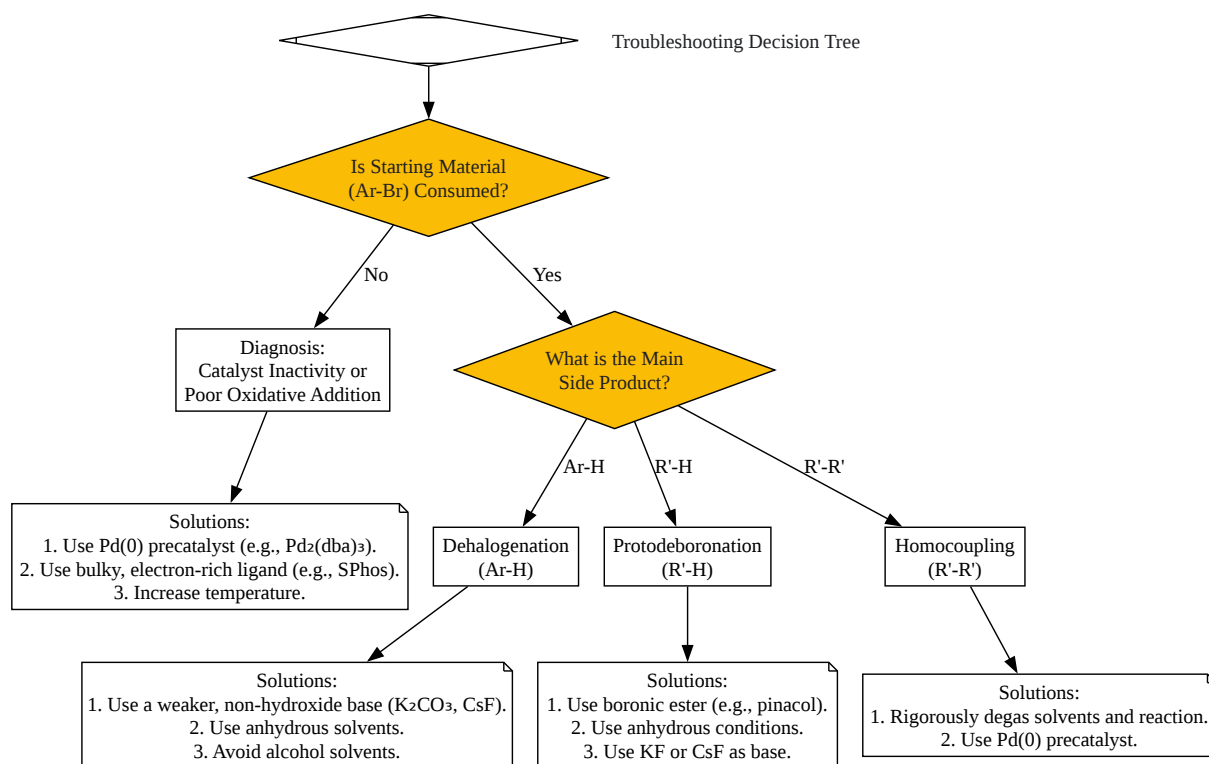 Troubleshooting Decision Tree
Is Starting Material
(Ar-Br) Consumed?
No
Yes
Diagnosis:
Catalyst Inactivity or
Poor Oxidative Addition
What is the Main
Side Product?
Ar-H
R'-H
R'-R'
Solutions:
1. Use Pd(0) precatalyst (e.g., Pd₂(dba)₃).
2. Use bulky, electron-rich ligand (e.g., SPhos).
3. Increase temperature.
Dehalogenation
(Ar-H)
Protodeboronation
(R'-H)
Homocoupling
(R'-R')
Solutions:
1. Use a weaker, non-hydroxide base (K₂CO₃, CsF).
2. Use anhydrous solvents.
3. Avoid alcohol solvents.
Solutions:
1. Use boronic ester (e.g., pinacol).
2. Use anhydrous conditions.
3. Use KF or CsF as base.
Solutions:
1. Rigorously degas solvents and reaction.
2. Use Pd(0) precatalyst.